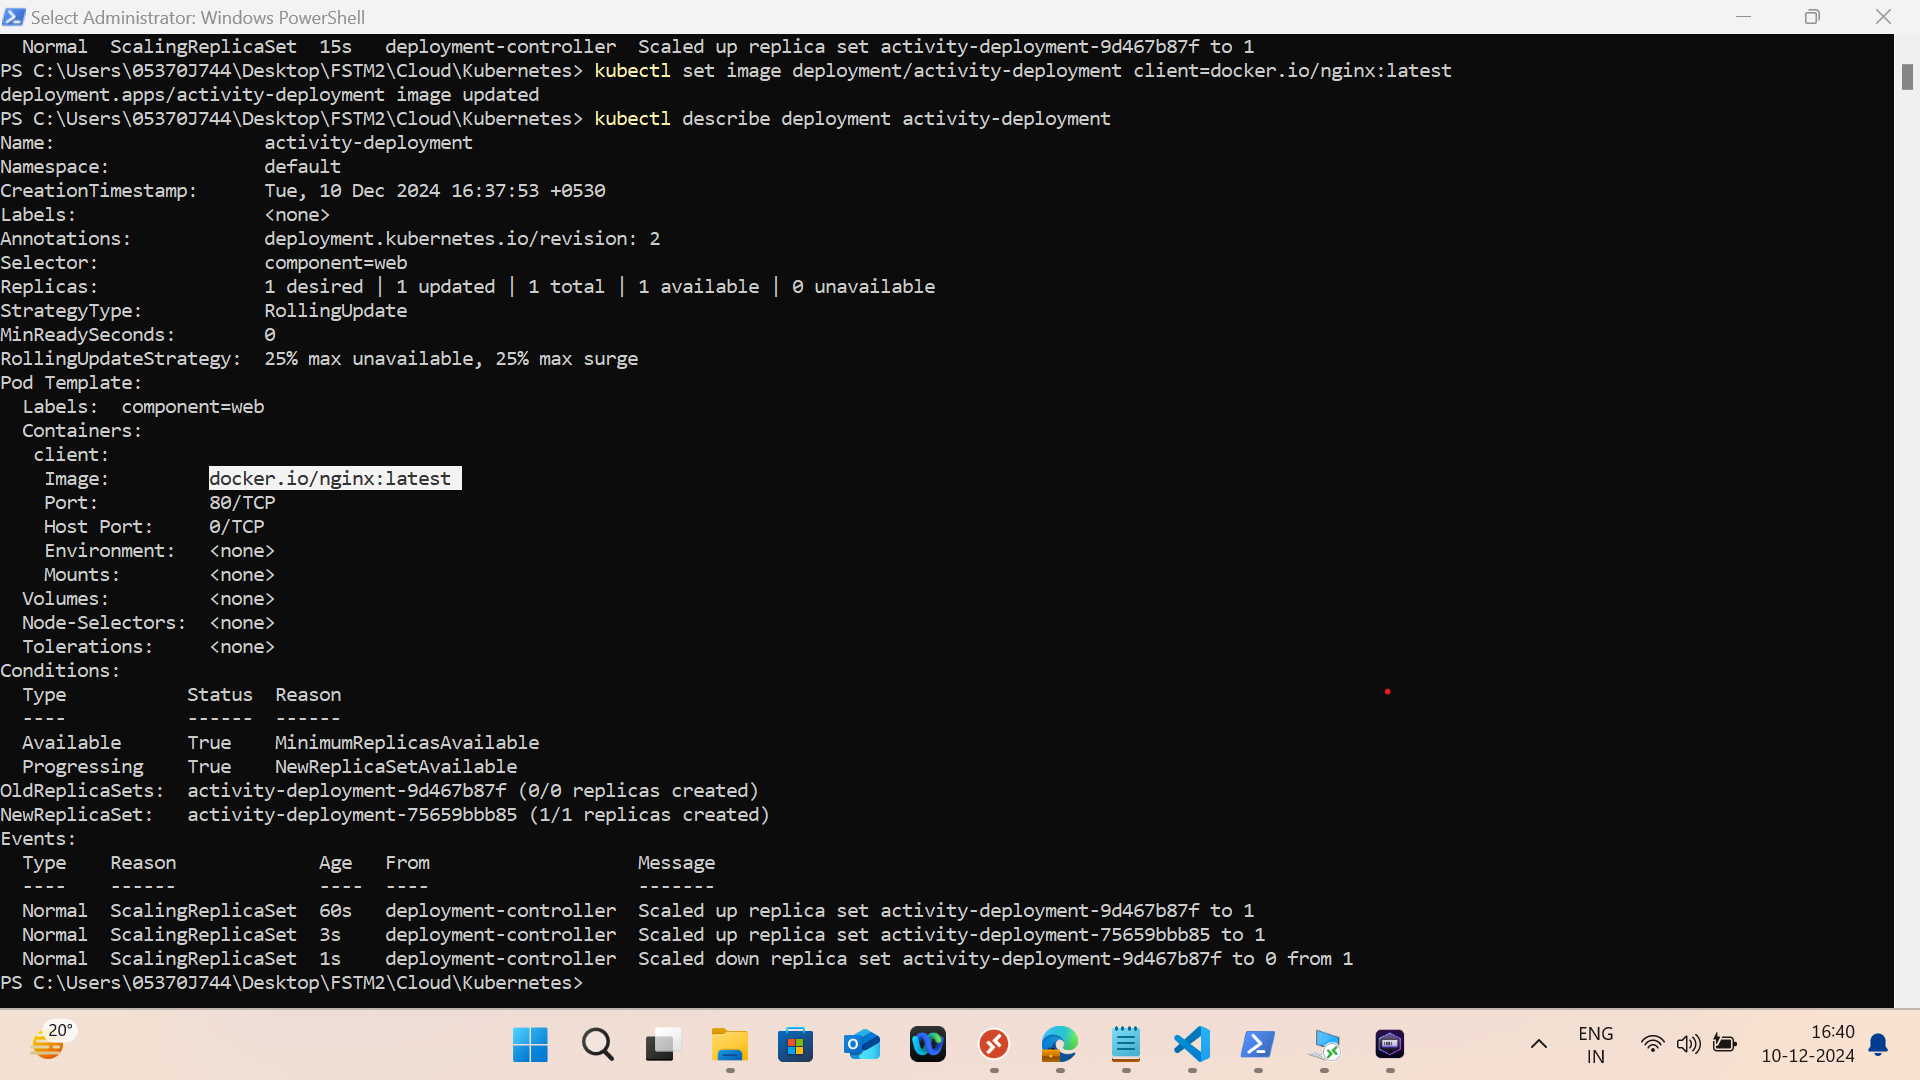 Select Administrator: Windows PowerShell
Normal ScalingReplicaSet 15s deployment-controller Scaled up replica set activity-deployment-9d467b87f to 1
PS C:\Users\05370J744\Desktop\FSTM2\Cloud\Kubernetes> kubectl set image deployment/activity-deployment client=docker.io/nginx:latest
deployment.apps/activity-deployment image updated
PS C:\Users\05370J744\Desktop\FSTM2\Cloud\Kubernetes> kubectl describe deployment activity-deployment
Name: activity-deployment
Namespace: default
CreationTimestamp: Tue, 10 Dec 2024 16:37:53 +0530
Labels: <none>
Annotations: deployment.kubernetes.io/revision: 2
Selector: component=web
Replicas: 1 desired | 1 updated | 1 total | 1 available | 0 unavailable
StrategyType: RollingUpdate
MinReadySeconds: 0
RollingUpdateStrategy: 25% max unavailable, 25% max surge
Pod Template:
Labels: component=web
Containers:
client:
Image: docker.io/nginx:latest
Port: 80/TCP
Host Port: 0/TCP
Environment: <none>
Mounts: <none>
Volumes: <none>
Node-Selectors: <none>
Tolerations: <none>
Conditions:
Type Status Reason
---- ------ ------
Available True MinimumReplicasAvailable
Progressing True NewReplicaSetAvailable
OldReplicaSets: activity-deployment-9d467b87f (0/0 replicas created)
NewReplicaSet: activity-deployment-75659bbb85 (1/1 replicas created)
Events:
Type Reason Age From Message
---- ------ ---- ---- -------
Normal ScalingReplicaSet 60s deployment-controller Scaled up replica set activity-deployment-9d467b87f to 1
Normal ScalingReplicaSet 3s deployment-controller Scaled up replica set activity-deployment-75659bbb85 to 1
Normal ScalingReplicaSet 1s deployment-controller Scaled down replica set activity-deployment-9d467b87f to 0 from 1
PS C:\Users\05370J744\Desktop\FSTM2\Cloud\Kubernetes>
20°
ENG
IN
16:40
10-12-2024